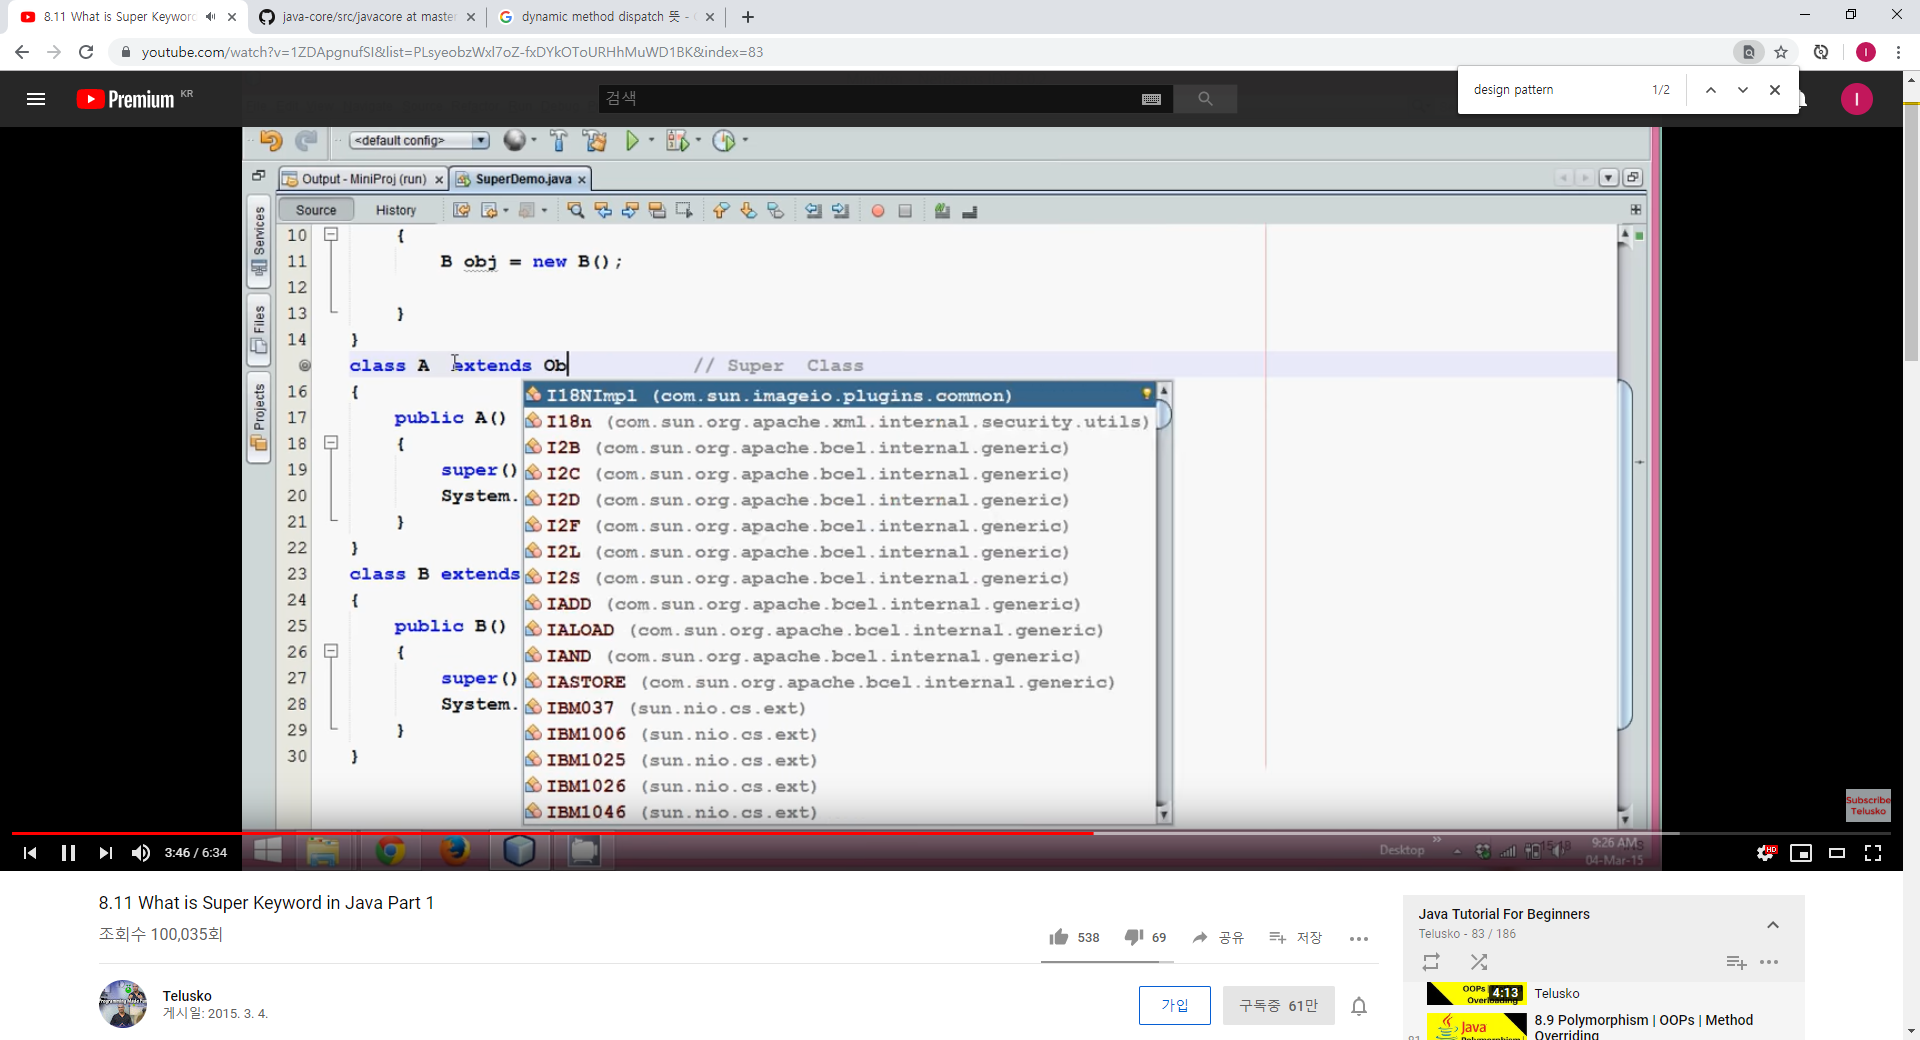 8.11 What is Super Keyword
java-core/src/javacore at master
dynamic method dispatch 뜻 -
youtube.com/watch?v=1ZDApgnufSI&list=PLsyeobzWxl7oZ-fxDYkOToURHhMuWD1BK&index=83
design pattern 1/2
Premium KR
검색
I
<default config>
Output - MiniProj (run) SuperDemo.java
Source History
Services
Files
Projects
10 {
11 B obj = new B();
12
13 }
14 }
class A extends Ob // Super Class
16 {
17 public A()
18 {
19 super()
20 System.
21 }
22 }
23 class B extends
24 {
25 public B()
26 {
27 super()
28 System.
29 }
30 }
I18NImpl (com.sun.imageio.plugins.common)
I18n (com.sun.org.apache.xml.internal.security.utils)
I2B (com.sun.org.apache.bcel.internal.generic)
I2C (com.sun.org.apache.bcel.internal.generic)
I2D (com.sun.org.apache.bcel.internal.generic)
I2F (com.sun.org.apache.bcel.internal.generic)
I2L (com.sun.org.apache.bcel.internal.generic)
I2S (com.sun.org.apache.bcel.internal.generic)
IADD (com.sun.org.apache.bcel.internal.generic)
IALOAD (com.sun.org.apache.bcel.internal.generic)
IAND (com.sun.org.apache.bcel.internal.generic)
IASTORE (com.sun.org.apache.bcel.internal.generic)
IBM037 (sun.nio.cs.ext)
IBM1006 (sun.nio.cs.ext)
IBM1025 (sun.nio.cs.ext)
IBM1026 (sun.nio.cs.ext)
IBM1046 (sun.nio.cs.ext)
Subscribe
Telusko
3:46 / 6:34
Desktop
9:26 AM
04-Mar-15
HD
8.11 What is Super Keyword in Java Part 1
조회수 100,035회
538 69 공유 저장
Telusko
게시일: 2015. 3. 4.
가입 구독중 61만
Java Tutorial For Beginners
Telusko - 83 / 186
OOPs
4:13
Telusko
Java
8.9 Polymorphism | OOPs | Method
Overriding